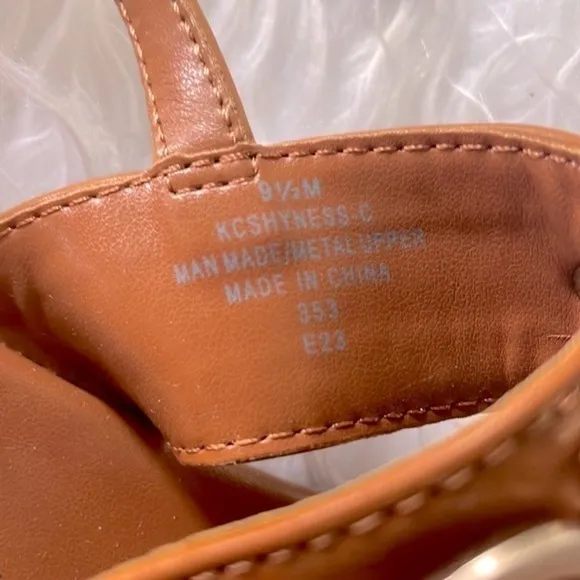 9½M
KCSHYNESS-C
MAN MADE/METAL UPPER
MADE IN CHINA
353
E23